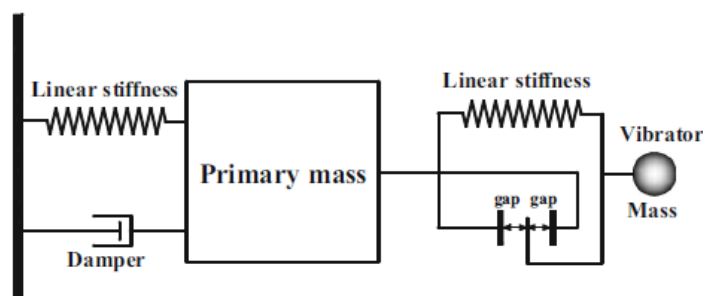 Linear stiffness
Linear stiffness
Vibrator
Primary mass
gap gap
Mass
Damper